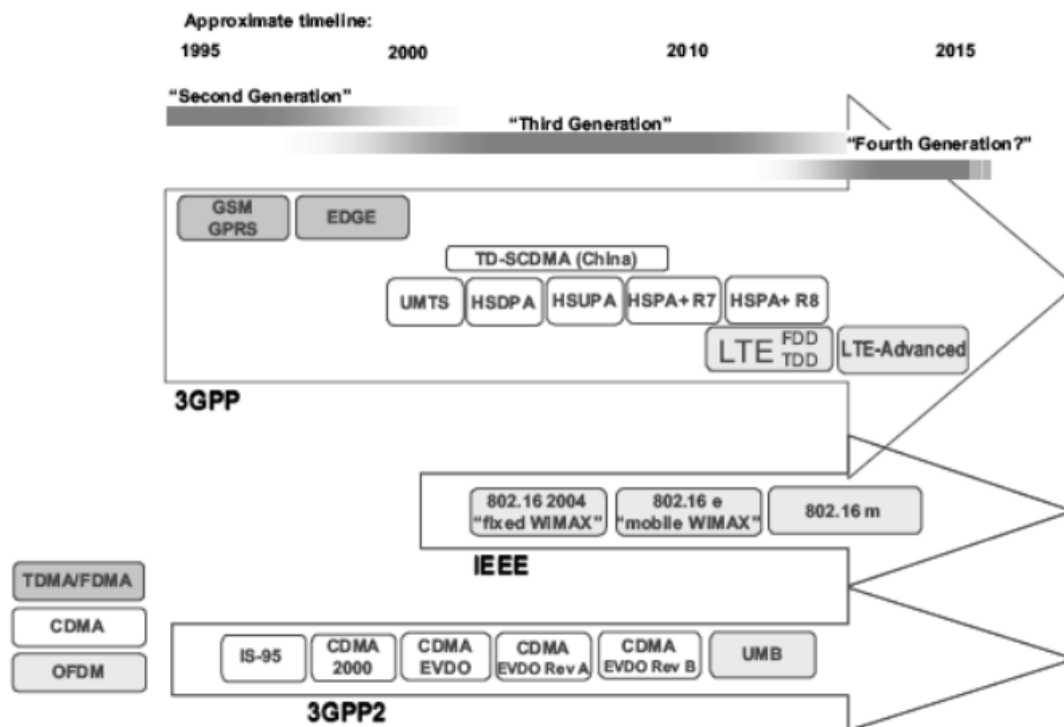 Approximate timeline:
1995 2000 2010 2015
"Second Generation"
"Third Generation"
"Fourth Generation?"
GSM
GPRS
EDGE
TD-SCDMA (China)
UMTS
HSDPA
HSUPA
HSPA+ R7
HSPA+ R8
LTE FDD
TDD
LTE-Advanced
3GPP
802.16 2004
"fixed WiMAX"
802.16 e
"mobile WiMAX"
802.16 m
IEEE
TDMA/FDMA
CDMA
OFDM
IS-95
CDMA
2000
CDMA
EVDO
CDMA
EVDO Rev A
CDMA
EVDO Rev B
UMB
3GPP2